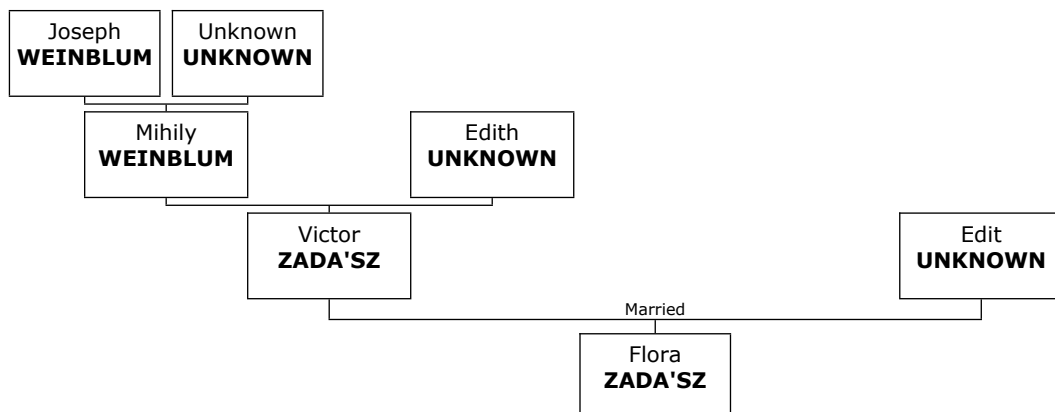 Joseph
WEINBLUM
Unknown
UNKNOWN
Mihily
WEINBLUM
Edith
UNKNOWN
Victor
ZADA'SZ
Edit
UNKNOWN
Married
Flora
ZADA'SZ